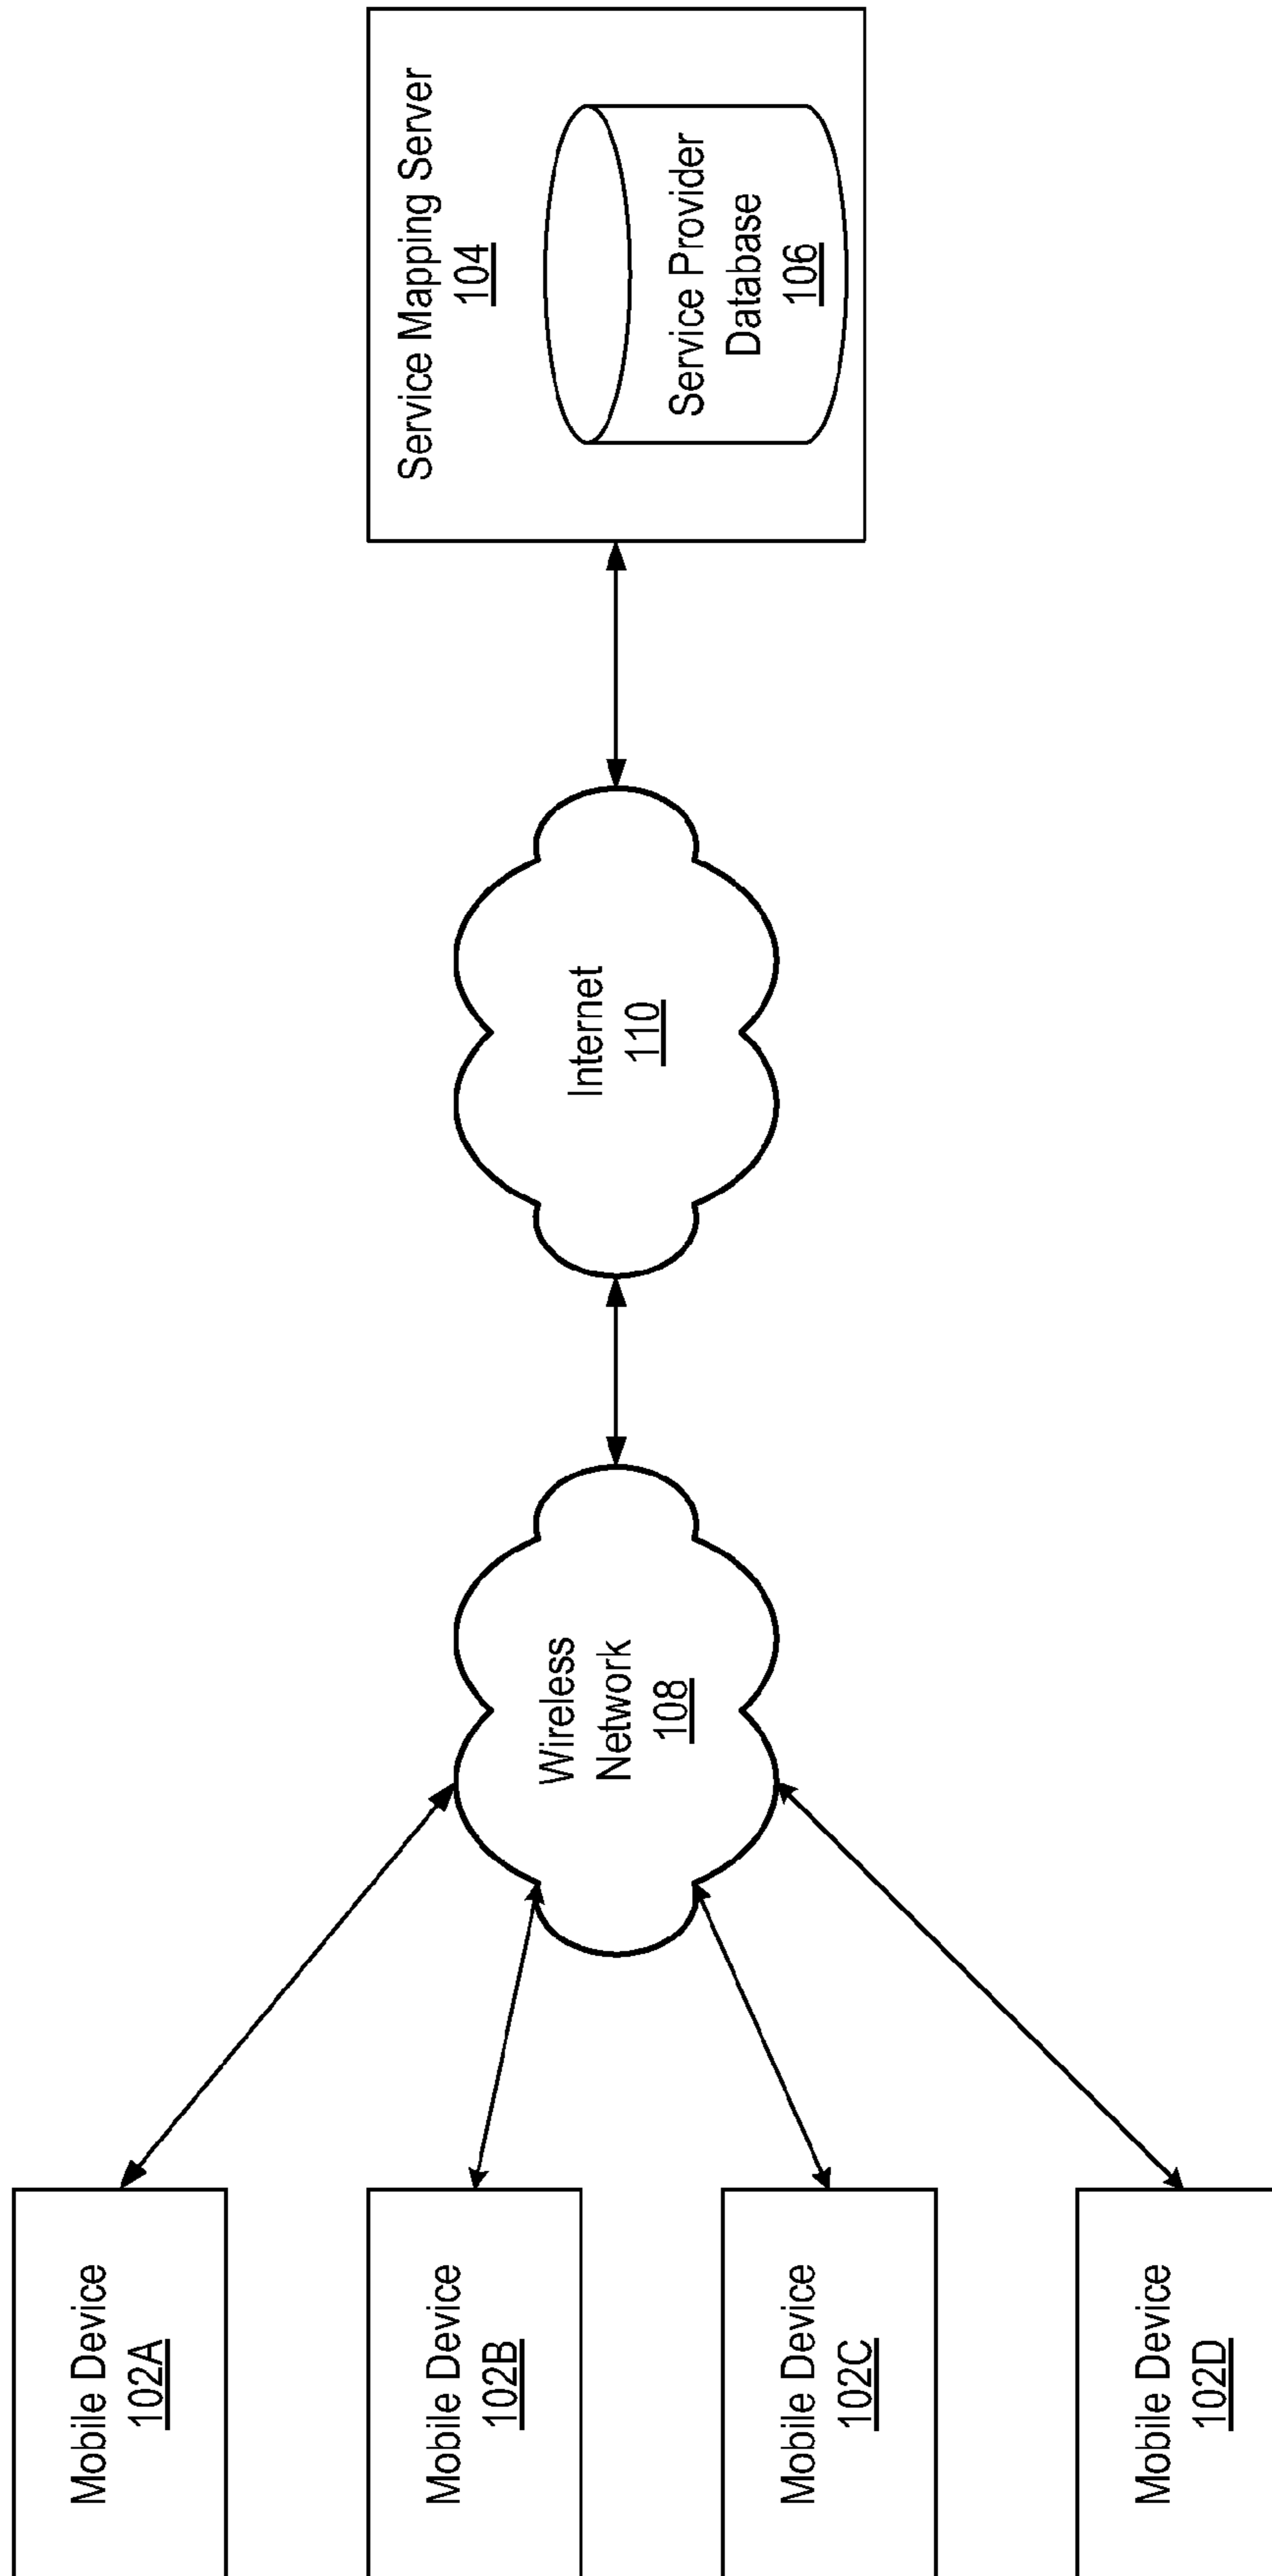 Mobile Device
102A
Mobile Device
102B
Mobile Device
102C
Mobile Device
102D
Wireless
Network
108
Internet
110
Service Mapping Server
104
Service Provider
Database
106